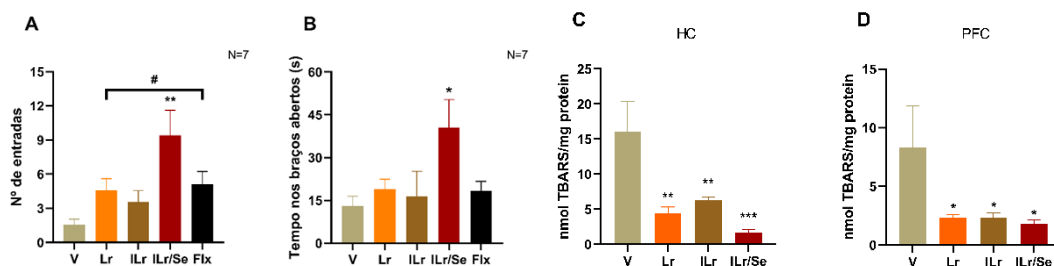 A
N=7
#
**
Nº de entradas
15
12
9
6
3
0
V Lr ILr ILr/Se Flx
B
N=7
*
Tempo nos braços abertos (s)
60
45
30
15
0
V Lr ILr ILr/Se Flx
C
HC
nmol TBARS/mg protein
25
20
15
10
5
0
** ** ***
V Lr ILr ILr/Se
D
PFC
nmol TBARS/mg protein
15
10
5
0
* * *
V Lr ILr ILr/Se